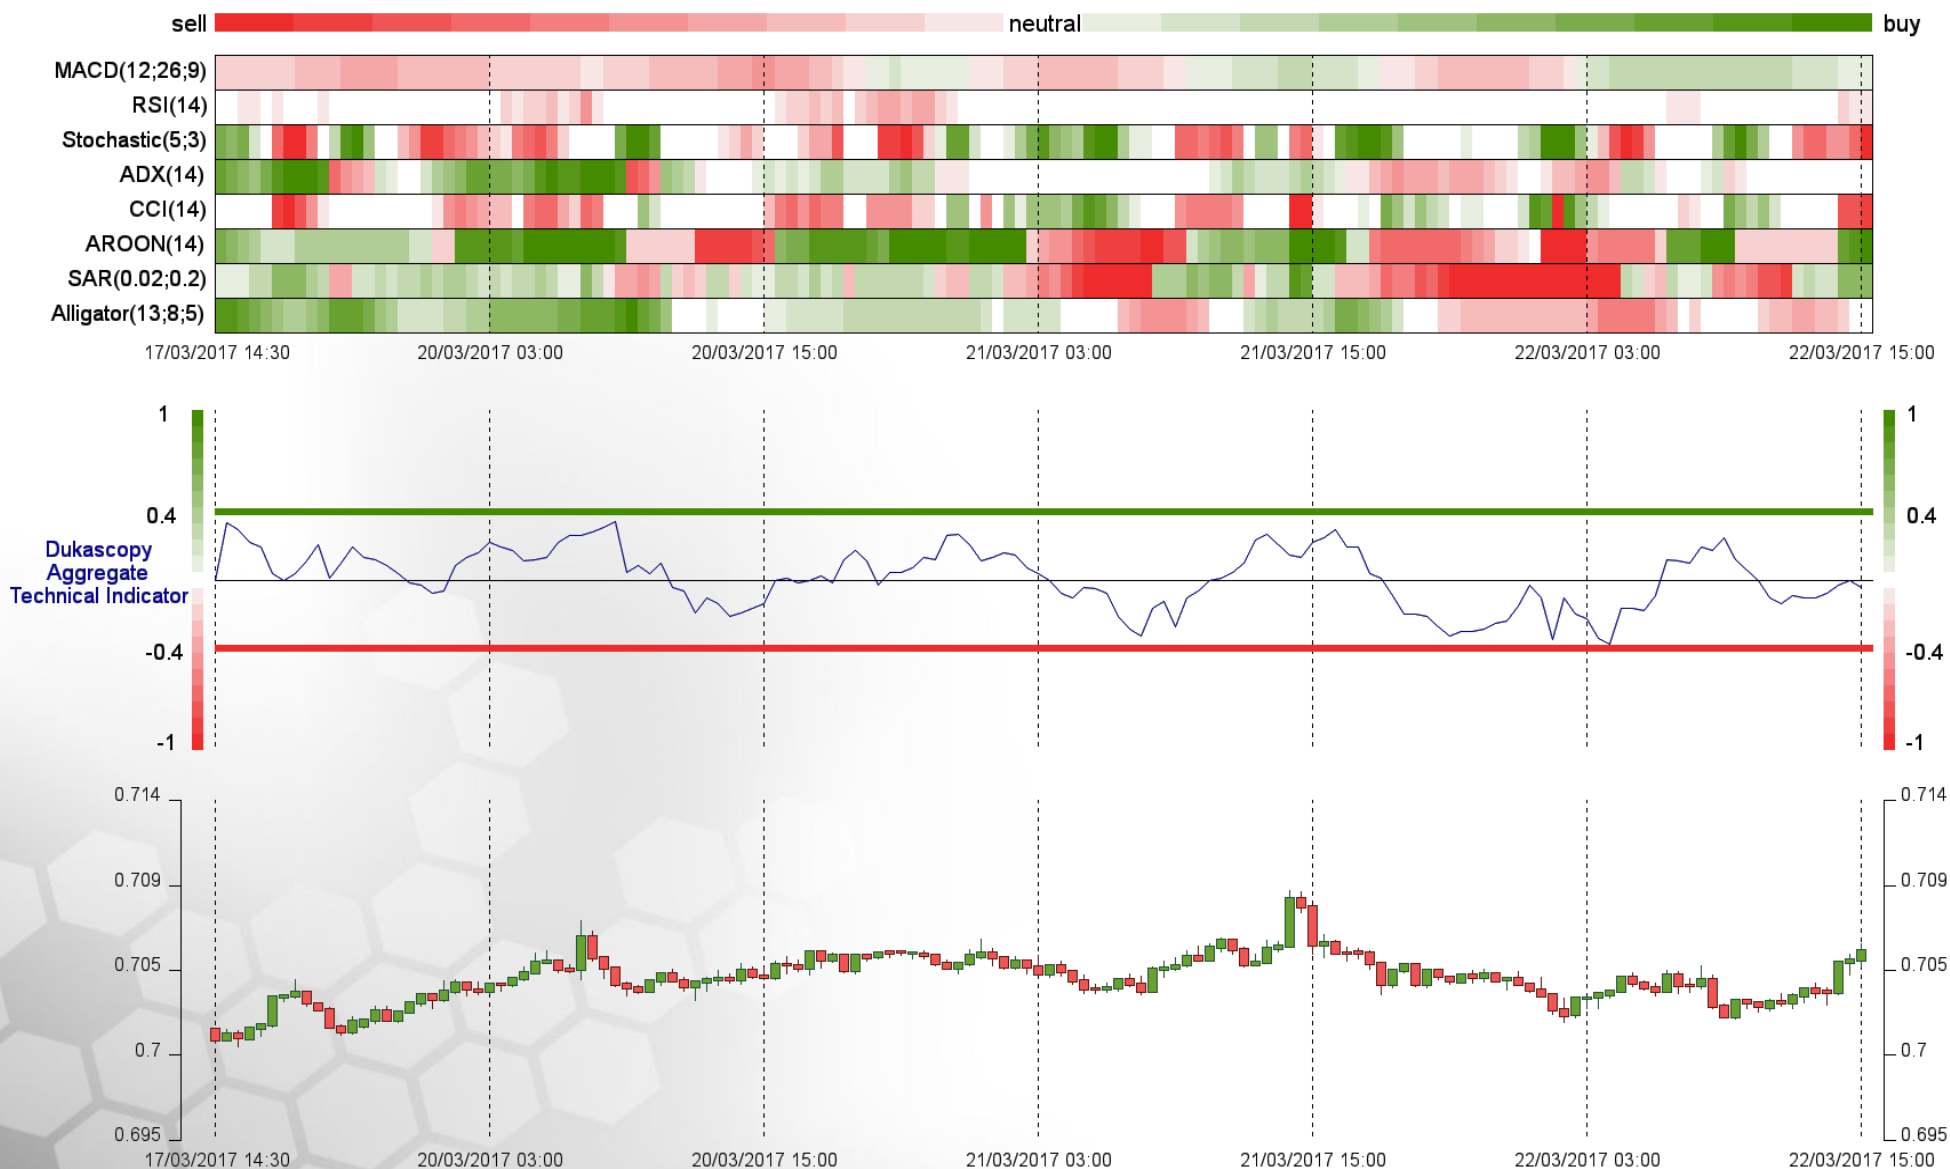 sell neutral buy
MACD(12;26;9)
RSI(14)
Stochastic(5;3)
ADX(14)
CCI(14)
AROON(14)
SAR(0.02;0.2)
Alligator(13;8;5)
17/03/2017 14:30 20/03/2017 03:00 20/03/2017 15:00 21/03/2017 03:00 21/03/2017 15:00 22/03/2017 03:00 22/03/2017 15:00
1 1
0.4 0.4
Dukascopy
Aggregate
Technical Indicator
-0.4 -0.4
-1 -1
0.714 0.714
0.709 0.709
0.705 0.705
0.7 0.7
0.695 0.695
17/03/2017 14:30 20/03/2017 03:00 20/03/2017 15:00 21/03/2017 03:00 21/03/2017 15:00 22/03/2017 03:00 22/03/2017 15:00